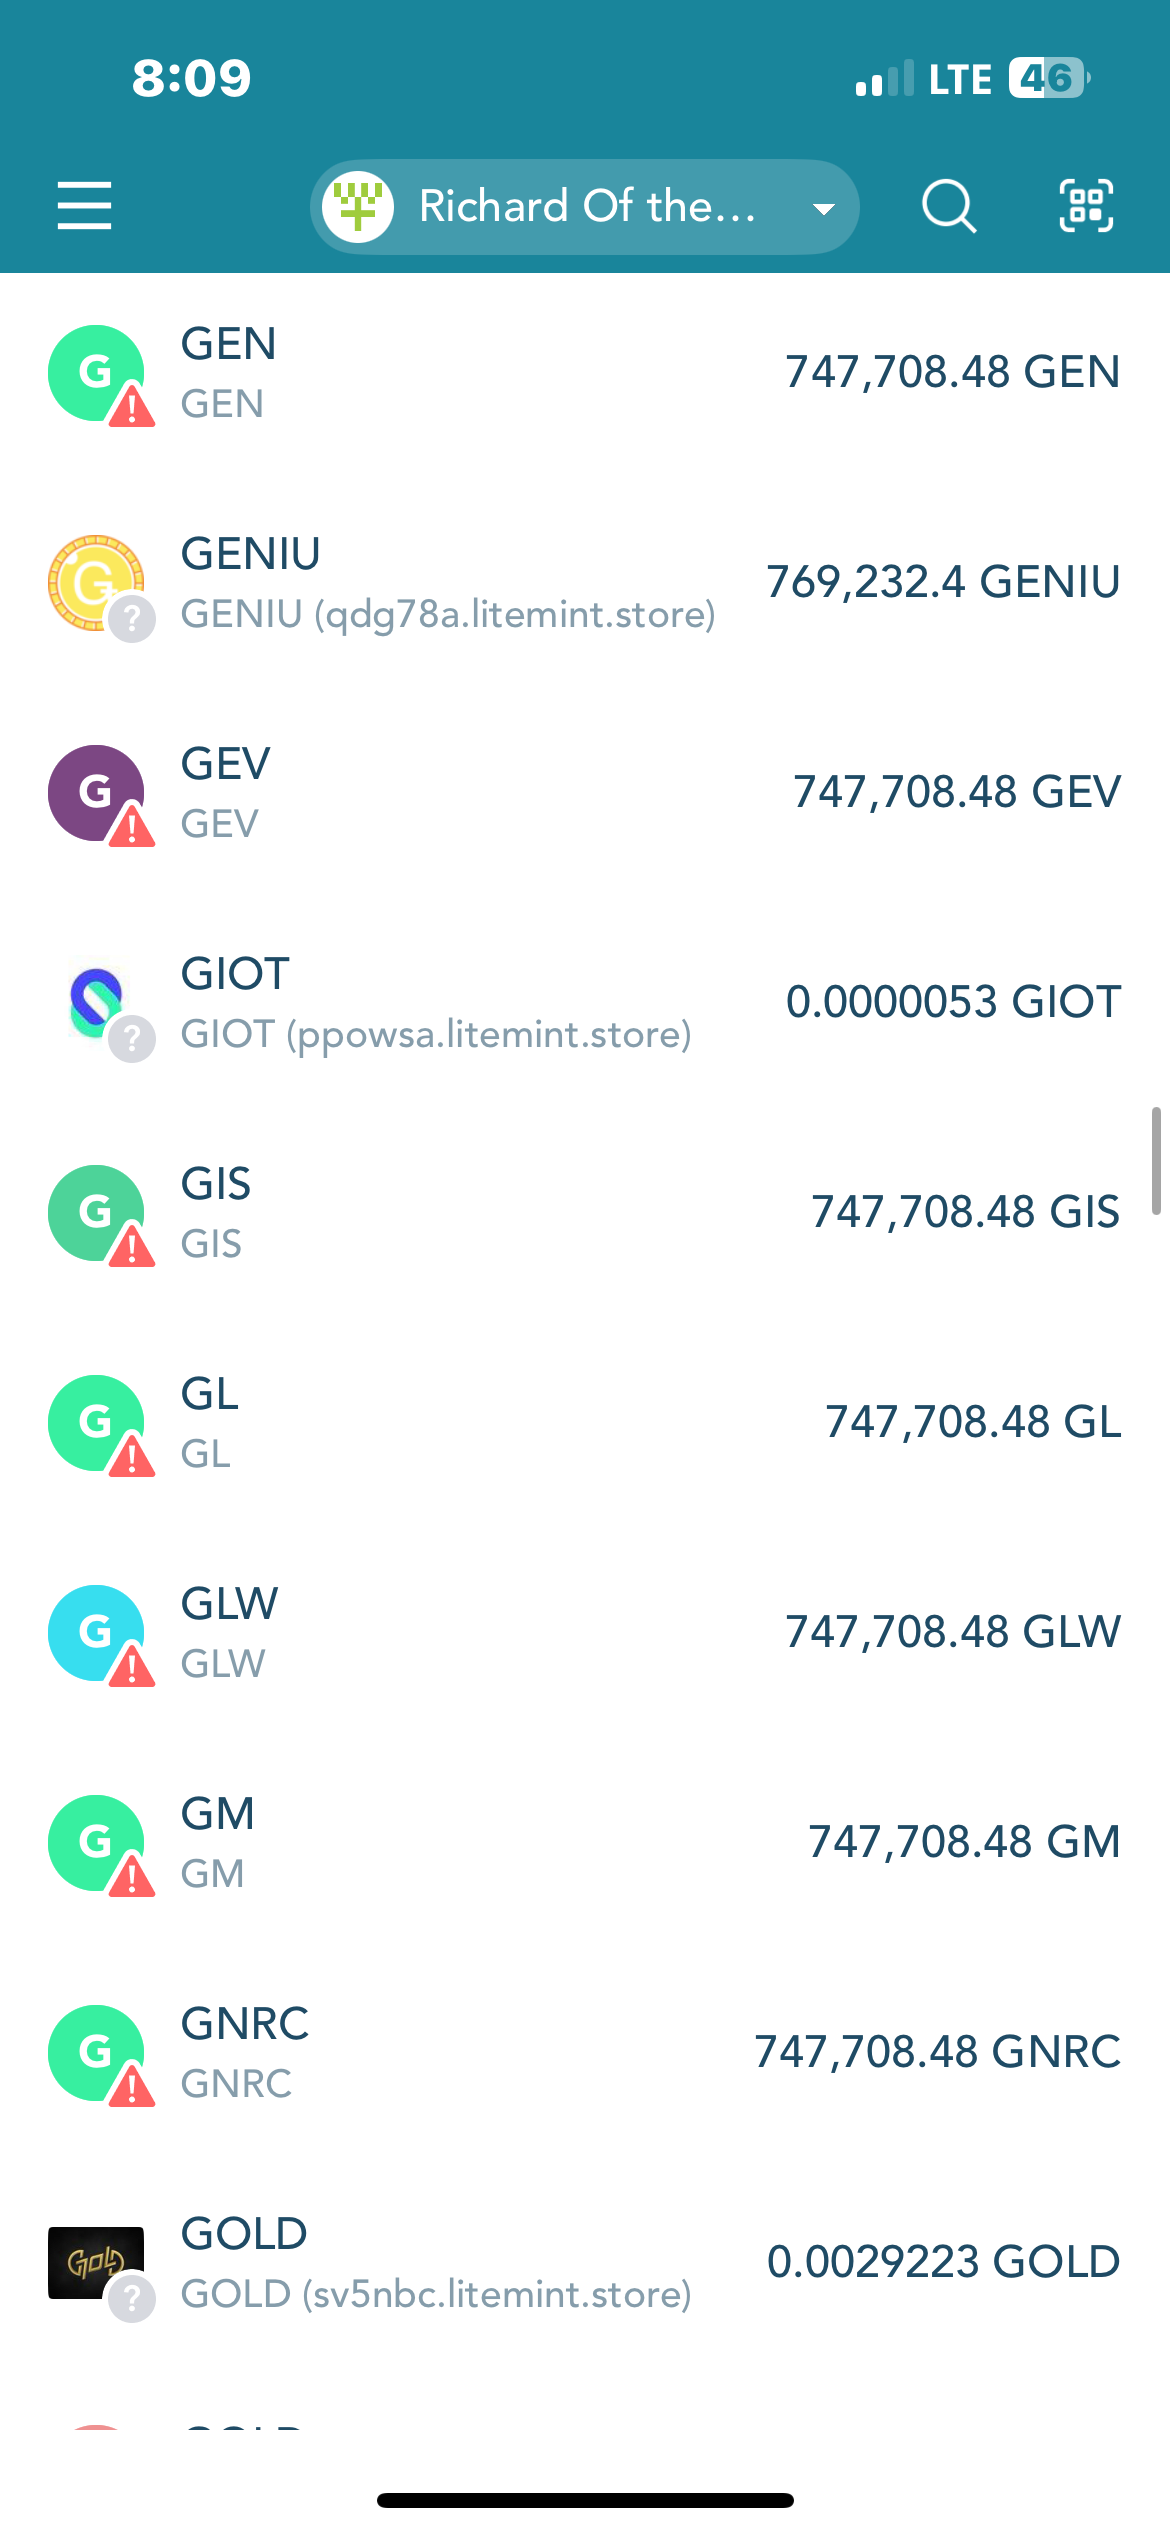 8:09
LTE 46
Richard Of the...
G GEN
GEN
747,708.48 GEN
GENIU
GENIU (qdg78a.litemint.store)
769,232.4 GENIU
G GEV
GEV
747,708.48 GEV
GIOT
GIOT (ppowsa.litemint.store)
0.0000053 GIOT
G GIS
GIS
747,708.48 GIS
G GL
GL
747,708.48 GL
G GLW
GLW
747,708.48 GLW
G GM
GM
747,708.48 GM
G GNRC
GNRC
747,708.48 GNRC
GOLD GOLD
GOLD (sv5nbc.litemint.store)
0.0029223 GOLD